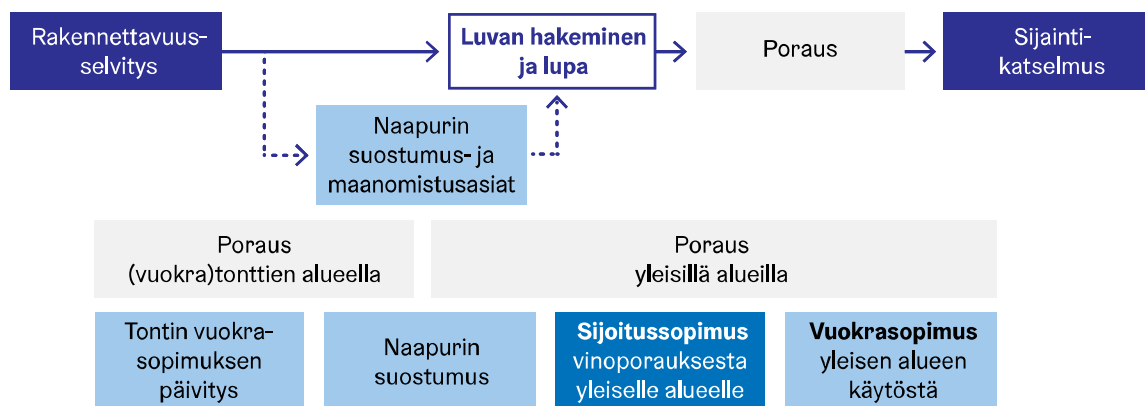 Rakennettavuus-
selvitys
Luvan hakeminen
ja lupa
Poraus
Sijainti-
katselmus
Naapurin
suostumus- ja
maanomistusasiat
Poraus
(vuokra)tonttien alueella
Poraus
yleisillä alueilla
Tontin vuokra-
sopimuksen
päivitys
Naapurin
suostumus
Sijoitussopimus
vinoporauksesta
yleiselle alueelle
Vuokrasopimus
yleisen alueen
käytöstä